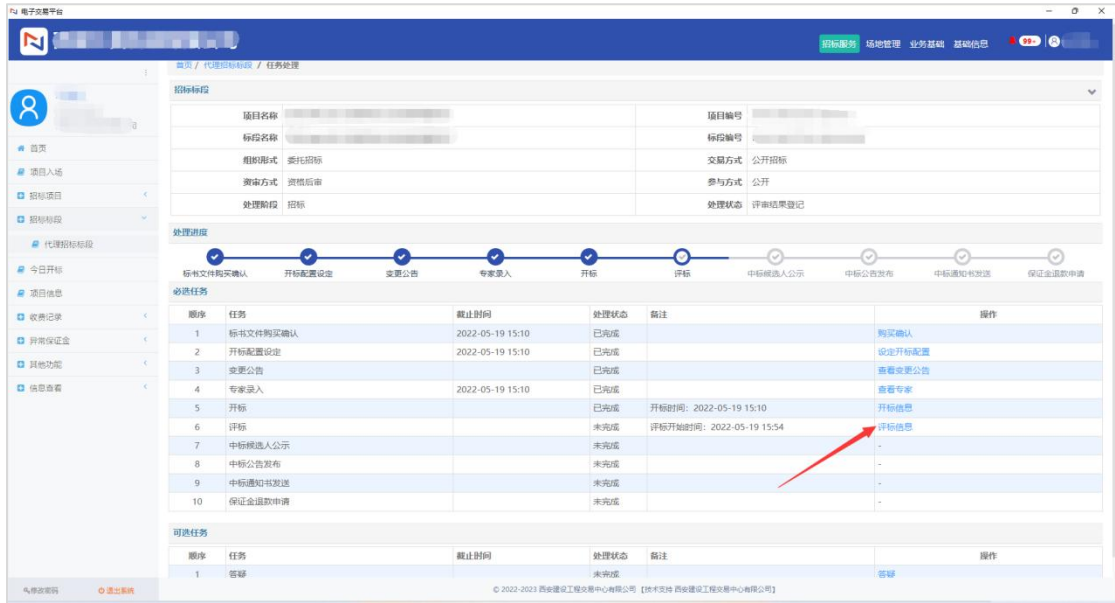 电子交易平台
招标服务 场地管理 业务基础 基础信息 99+
首页 / 代理招标标段 / 任务处理
招标标段
项目名称 项目编号
标段名称 标段编号
组织形式 委托招标 交易方式 公开招标
资审方式 资格后审 参与方式 公开
处理阶段 招标 处理状态 评审结果登记
首页
项目入场
招标项目
招标标段
代理招标标段
今日开标
项目信息
收费记录
异常保证金
其他功能
信息查看
修改密码 退出系统
处理进度
标书文件购买确认 开标配置设定 变更公告 专家录入 开标 评标 中标候选人公示 中标公告发布 中标通知书发送 保证金退款申请
必选任务
顺序 任务 截止时间 处理状态 备注 操作
1 标书文件购买确认 2022-05-19 15:10 已完成 购买确认
2 开标配置设定 2022-05-19 15:10 已完成 设定开标配置
3 变更公告 已完成 查看变更公告
4 专家录入 2022-05-19 15:10 已完成 查看专家
5 开标 已完成 开标时间：2022-05-19 15:10 开标信息
6 评标 未完成 评标开始时间：2022-05-19 15:54 评标信息
7 中标候选人公示 未完成 -
8 中标公告发布 未完成 -
9 中标通知书发送 未完成 -
10 保证金退款申请 未完成 -
可选任务
顺序 任务 截止时间 处理状态 备注 操作
1 答疑 未完成 答疑
© 2022-2023 西安建设工程交易中心有限公司 【技术支持 西安建设工程交易中心有限公司】